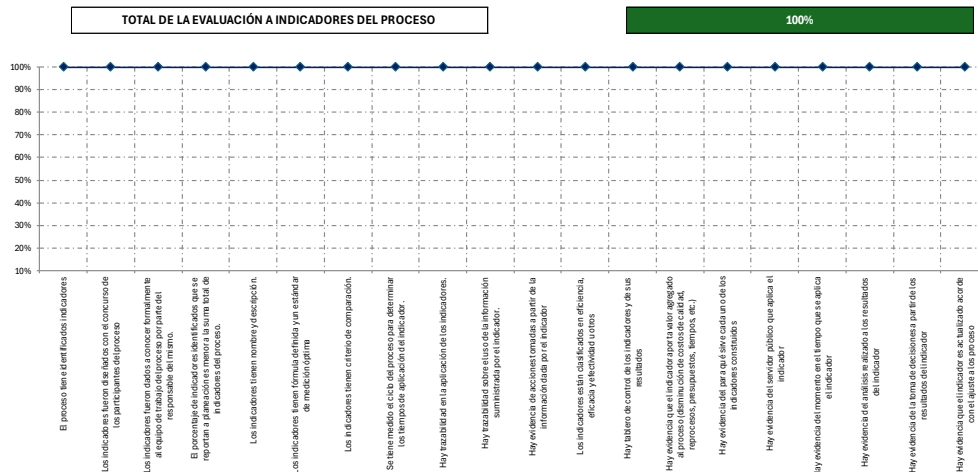 TOTAL DE LA EVALUACIÓN A INDICADORES DEL PROCESO
100%
100%
90%
80%
70%
60%
50%
40%
30%
20%
10%
El proceso tiene identificados indicadores
Los indicadores fueron diseñados con el concurso de
los participantes del proceso
Los indicadores fueron dados a conocer formalmente
al equipo de trabajo del proceso por parte del
responsable del mismo.
El porcentaje de indicadores identificados que se
reportan a planeación es menor a la suma total de
indicadores del proceso.
Los indicadores tienen nombre y descripción.
Los indicadores tienen fórmula definida y un estándar
de medición óptima
Los indicadores tienen criterio de comparación.
Se tiene medido el ciclo del proceso para determinar
los tiempos de aplicación del indicador.
Hay trazabilidad en la aplicación de los indicadores.
Hay trazabilidad sobre el uso de la información
suministrada por el indicador.
Hay evidencia de acciones tomadas a partir de la
información dada por el indicador
Los indicadores están clasificados en eficiencia,
eficacia y efectividad u otros
Hay tablero de control de los indicadores y de sus
resultados
Hay evidencia que el indicador aporta valor agregado
al proceso (disminución de costos de calidad,
reprocesos, presupuestos, tiempos, etc.)
Hay evidencia del para qué sirve cada uno de los
indicadores construidos
Hay evidencia del servidor público que aplica el
indicador
Hay evidencia del momento en el tiempo que se aplica
el indicador
Hay evidencia del análisis realizado a los resultados
del indicador
Hay evidencia de la toma de decisiones a partir de los
resultados del indicador
Hay evidencia que el indicador es actualizado acorde
con el ajuste a los proceso